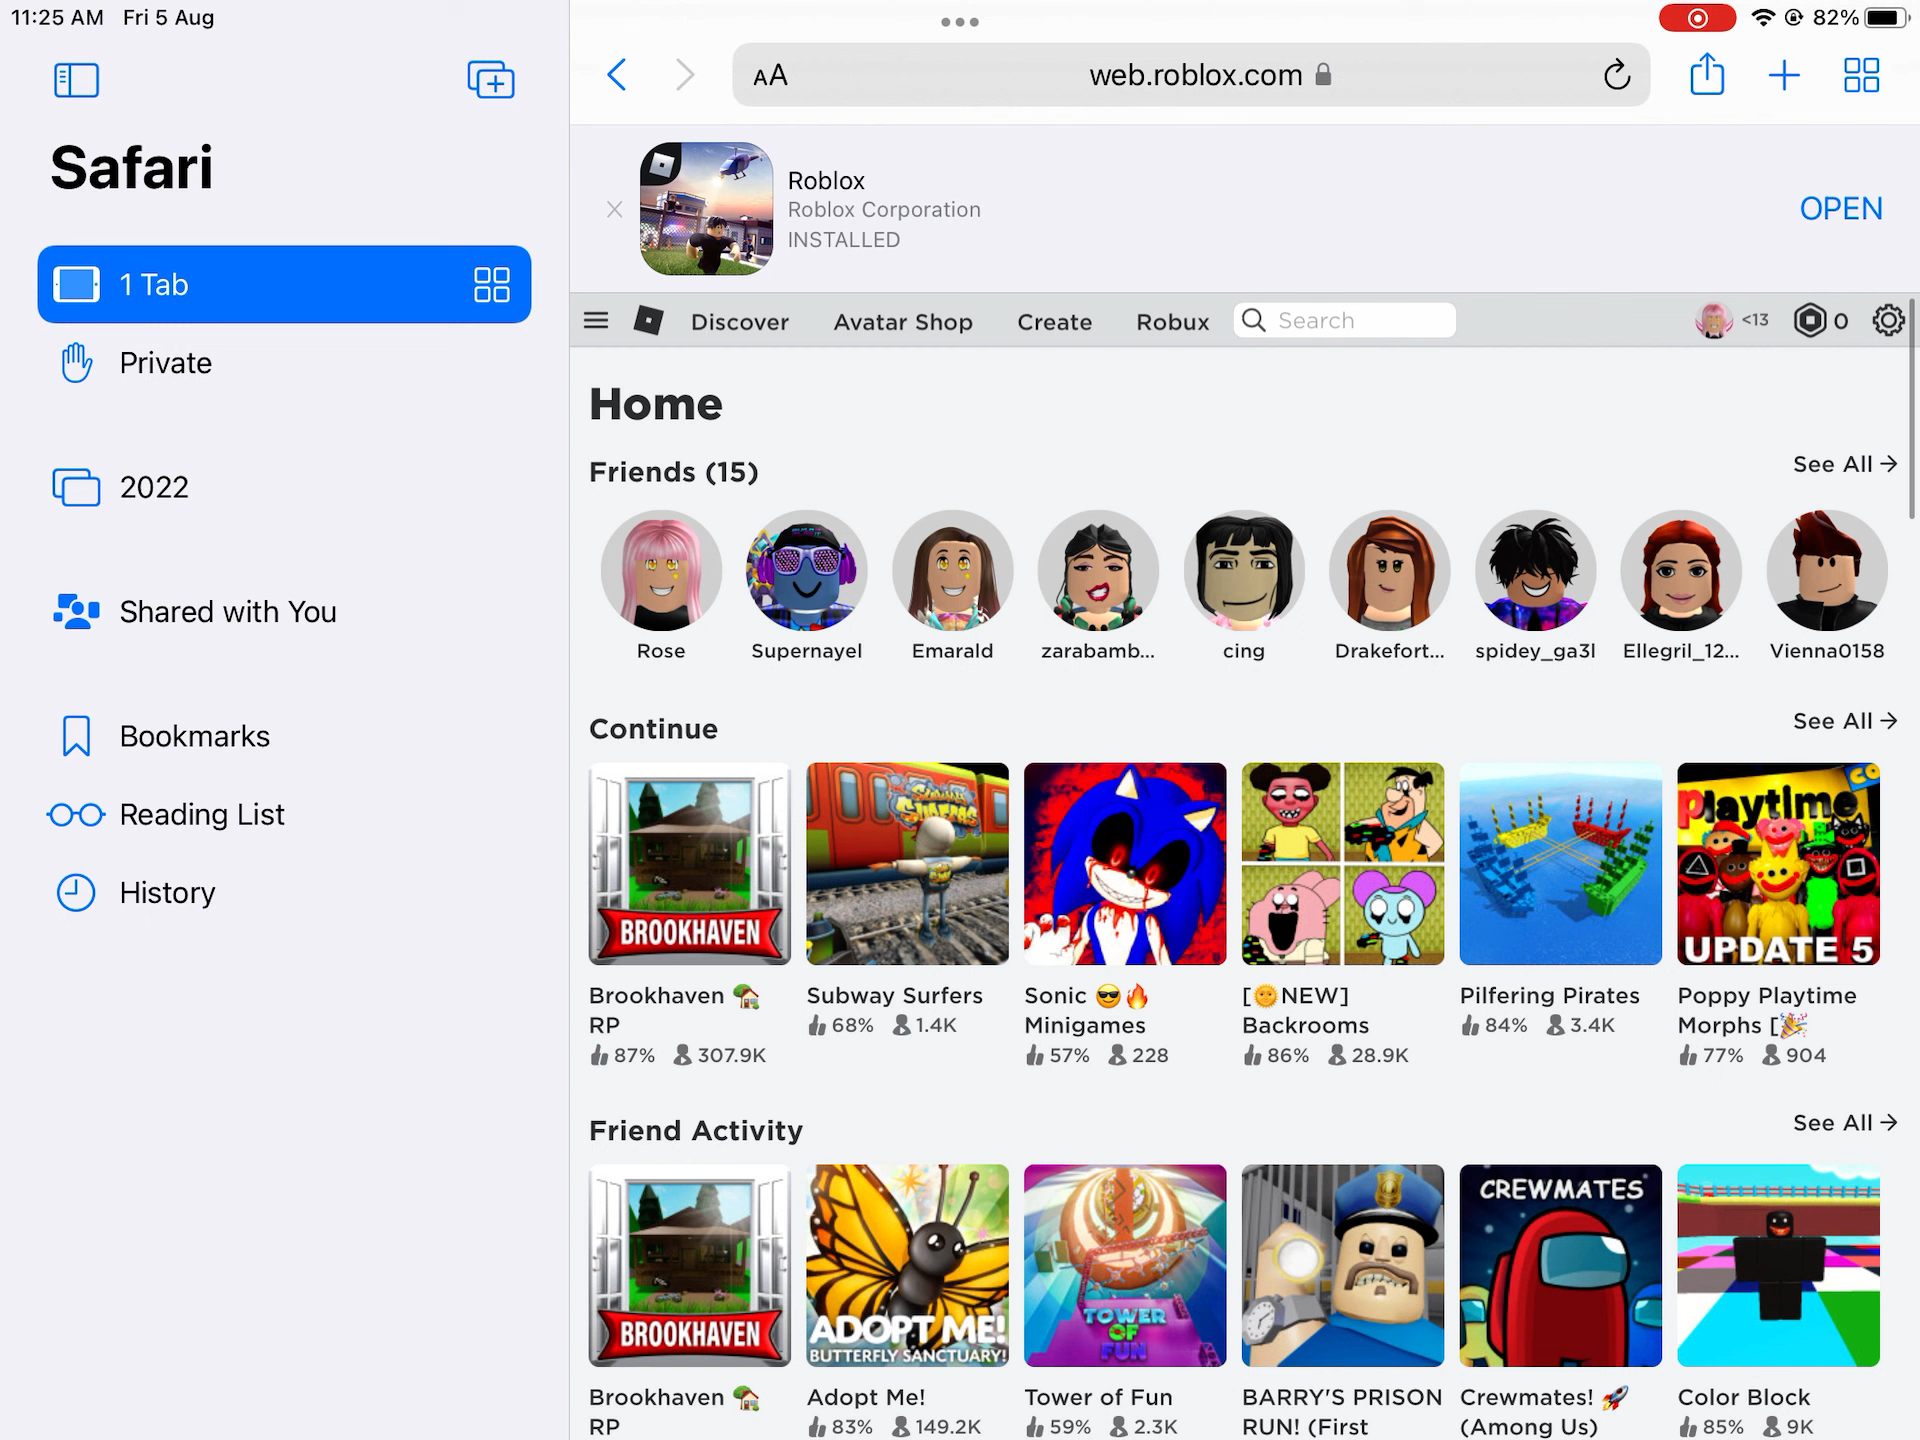 11:25 AM Fri 5 Aug
82%
Safari
1 Tab
Private
2022
Shared with You
Bookmarks
Reading List
History
AA
web.roblox.com
Roblox
Roblox Corporation
INSTALLED
OPEN
Discover Avatar Shop Create Robux Search <13 0
Home
Friends (15) See All →
Rose Supernayel Emarald zarabamb... cing Drakefort... spidey_ga3l Ellegril_12... Vienna0158
Continue See All →
BROOKHAVEN
SUBWAY SURFERS
Playtime
CO
UPDATE 5
Brookhaven 🏡 RP
87% 307.9K
Subway Surfers
68% 1.4K
Sonic 😎🔥 Minigames
57% 228
[🌞NEW] Backrooms
86% 28.9K
Pilfering Pirates
84% 3.4K
Poppy Playtime Morphs [🎉
77% 904
Friend Activity See All →
BROOKHAVEN
ADOPT ME!
BUTTERFLY SANCTUARY!
TOWER
OF
FUN
CREWMATES
Brookhaven 🏡 RP
Adopt Me!
83% 149.2K
Tower of Fun
59% 2.3K
BARRY'S PRISON RUN! (First
Crewmates! 🚀 (Among Us)
Color Block
85% 9K